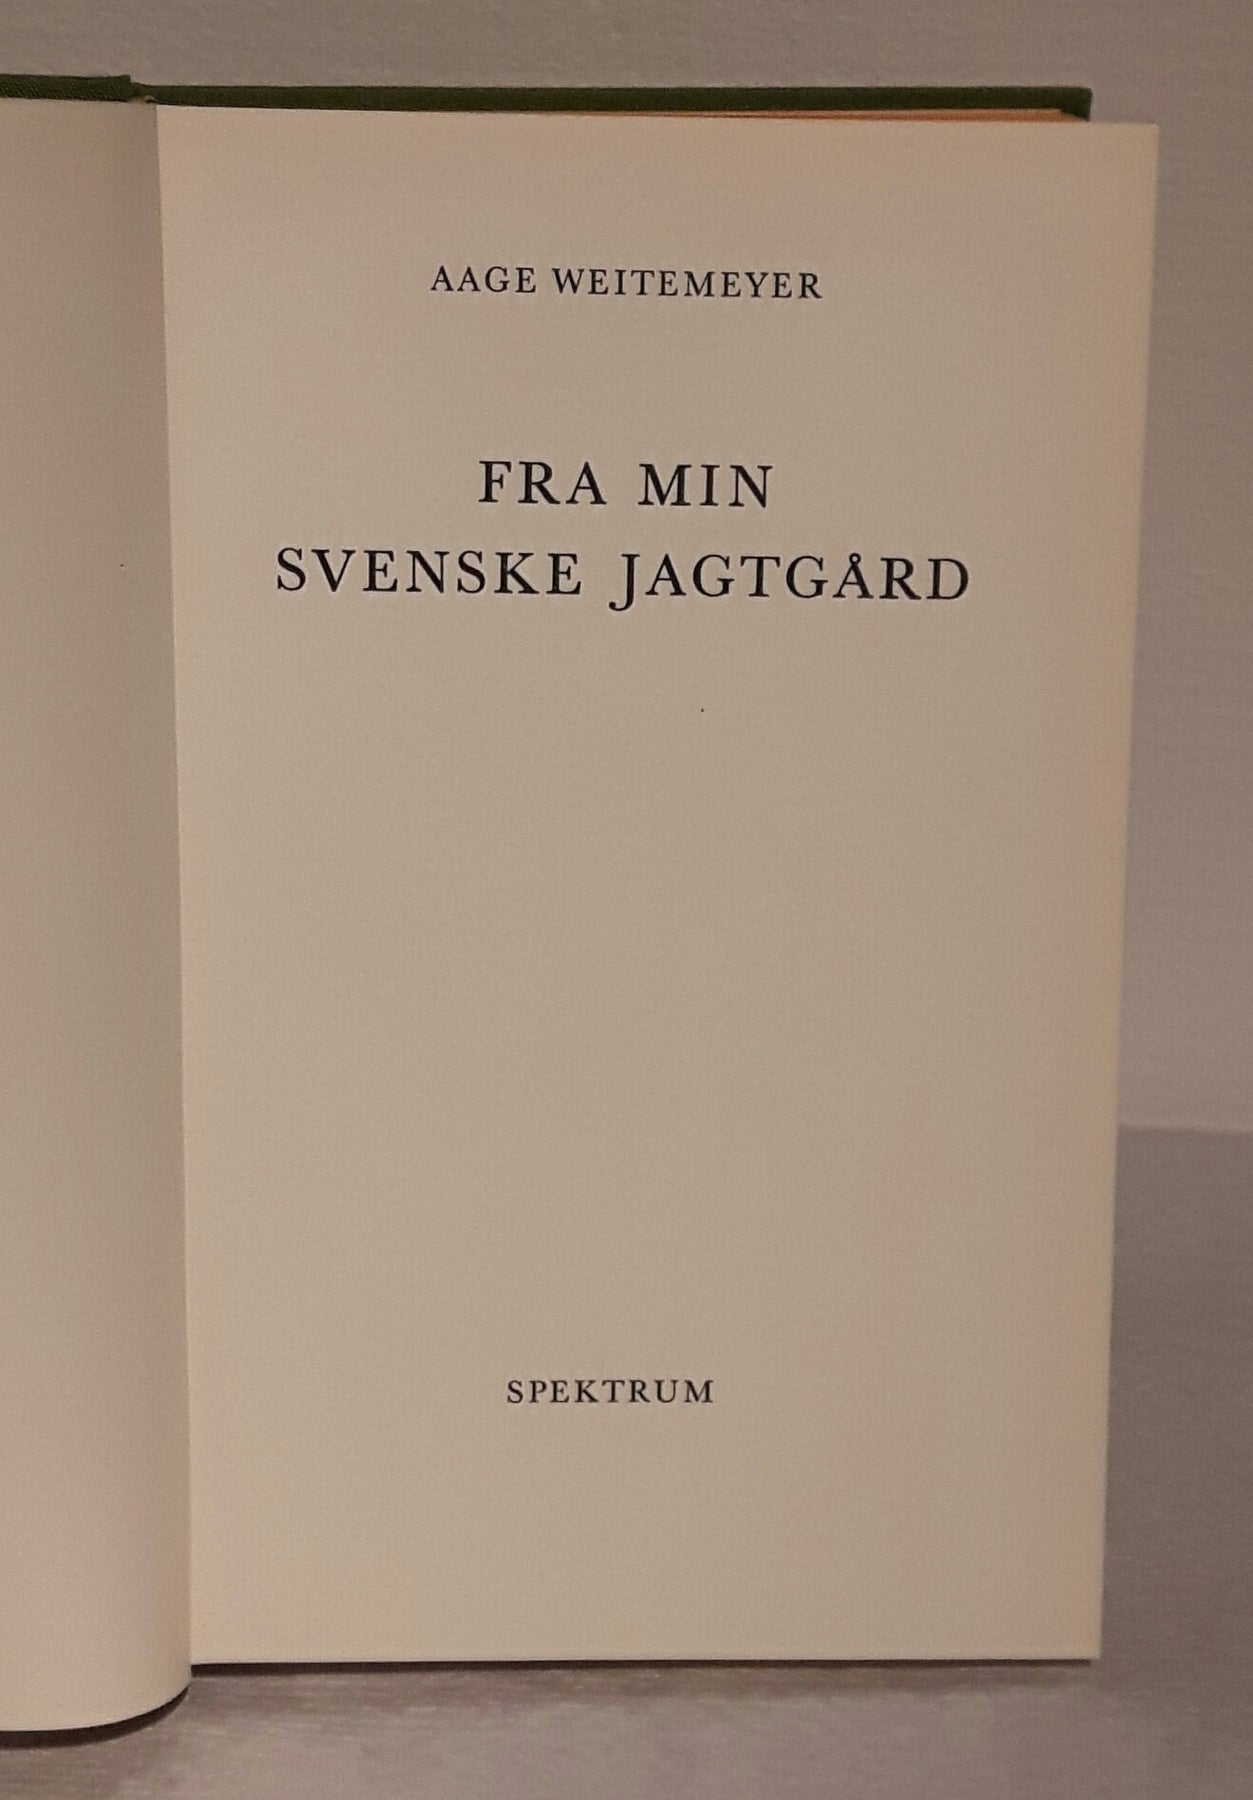 AAGE WEITEMEYER
FRA MIN
SVENSKE JAGTGÅRD
SPEKTRUM